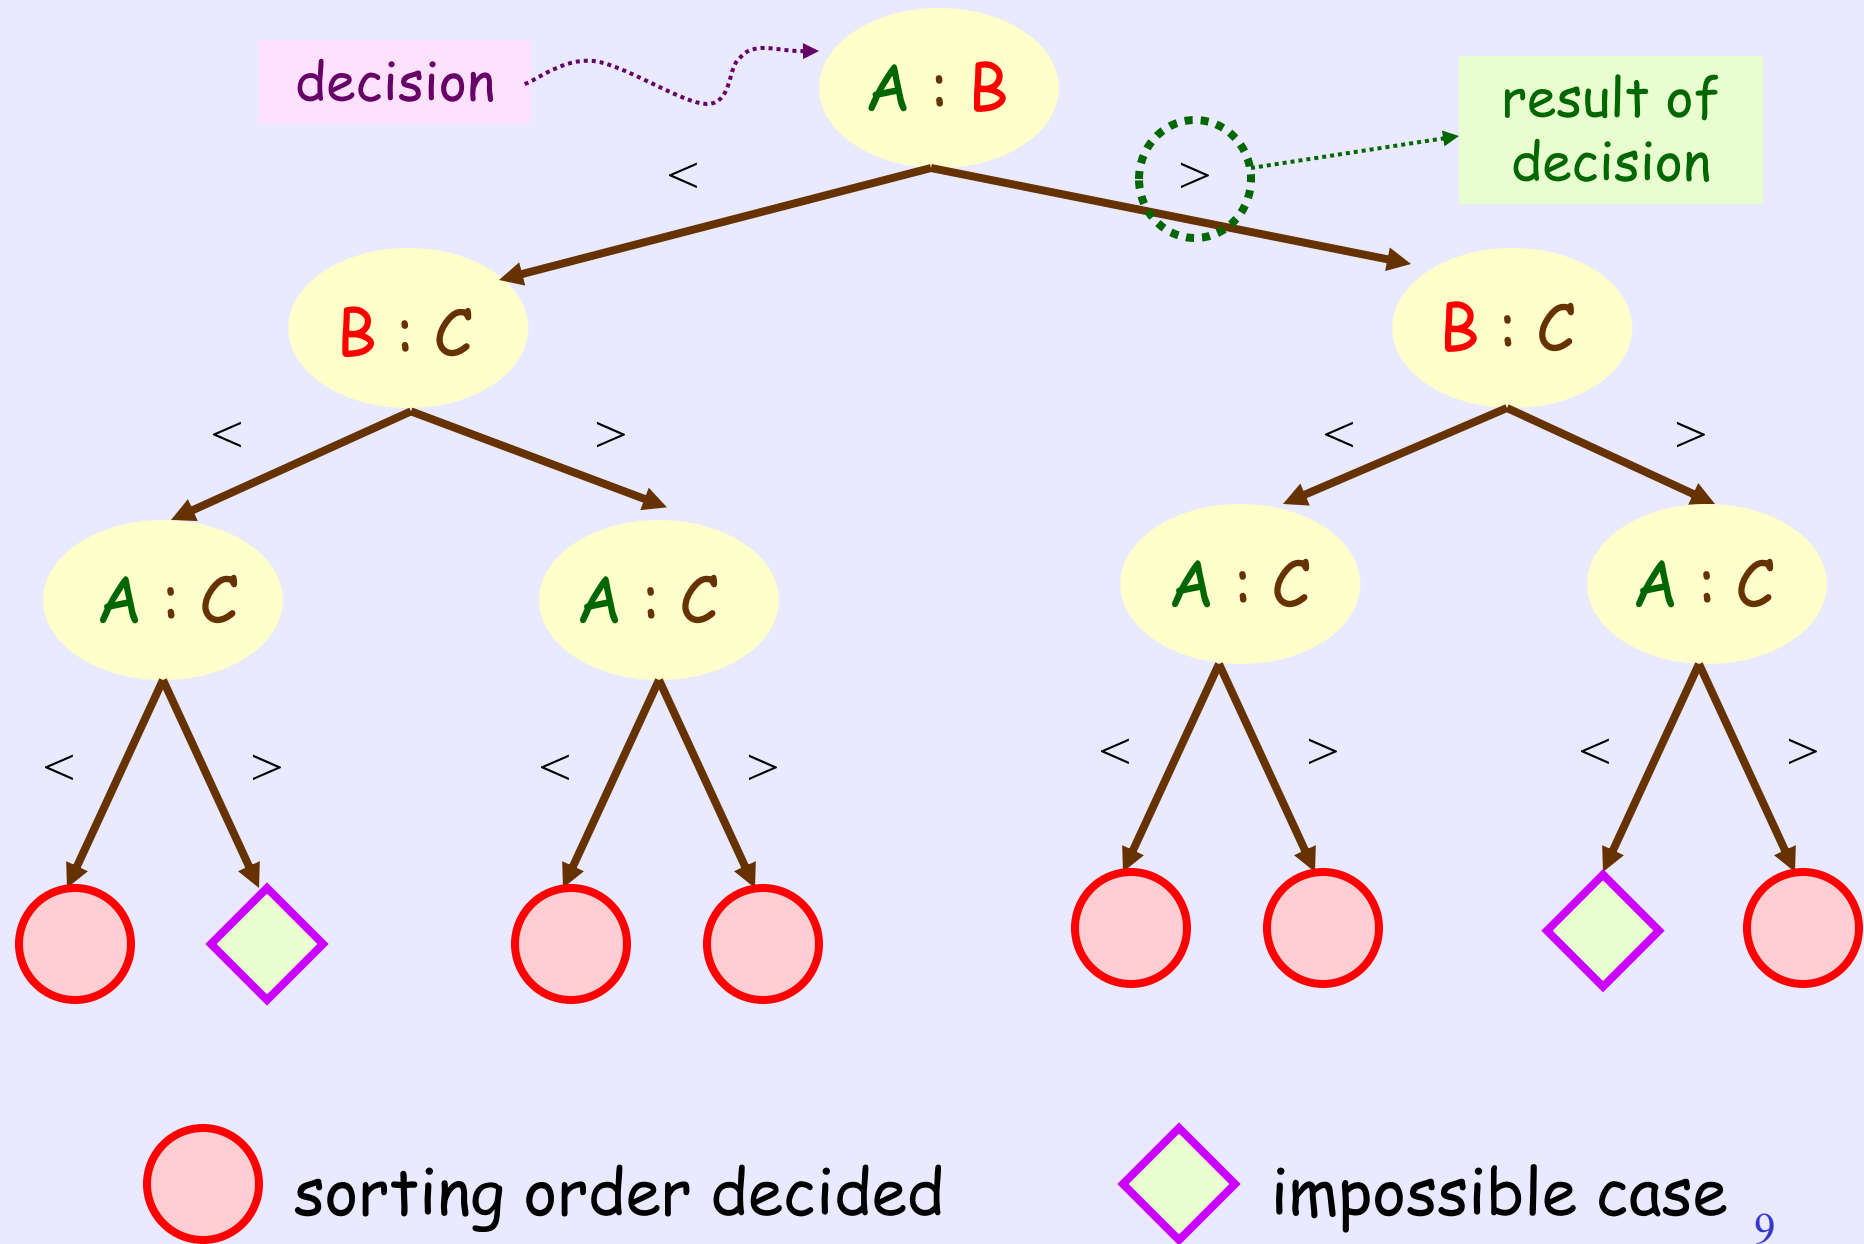 decision
A : B
result of
decision
< >
B : C B : C
< > < >
A : C A : C A : C A : C
< > < > < > < >
sorting order decided
impossible case
9